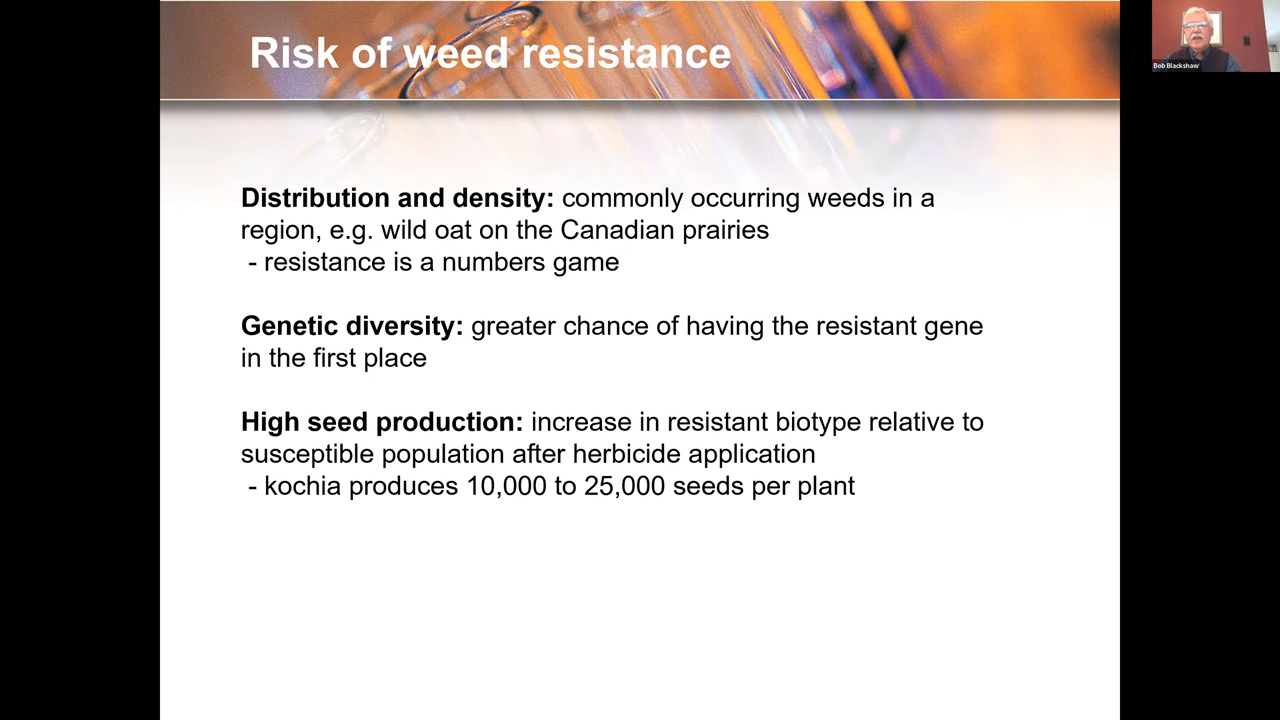 Risk of weed resistance
Bob Blackshaw
Distribution and density: commonly occurring weeds in a
region, e.g. wild oat on the Canadian prairies
- resistance is a numbers game
Genetic diversity: greater chance of having the resistant gene
in the first place
High seed production: increase in resistant biotype relative to
susceptible population after herbicide application
- kochia produces 10,000 to 25,000 seeds per plant